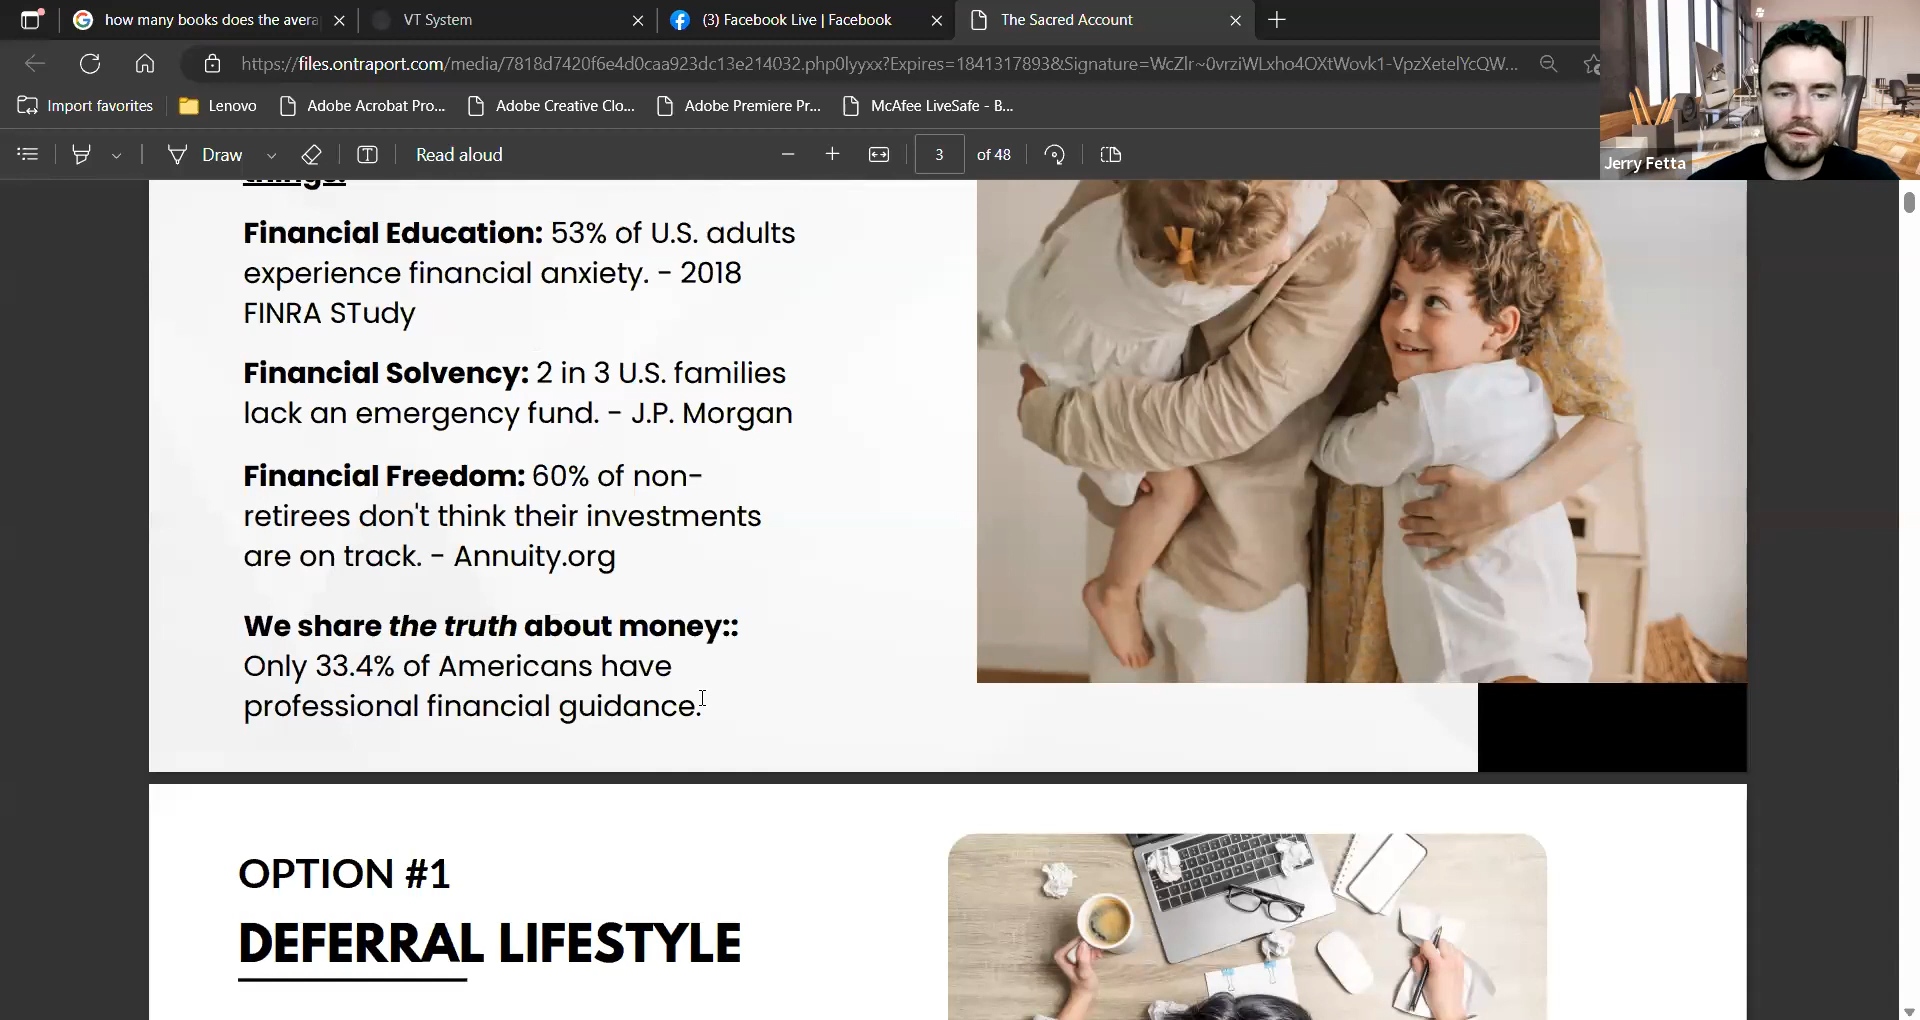 how many books does the avera
VT System
(3) Facebook Live | Facebook
The Sacred Account
https://files.ontraport.com/media/7818d7420f6e4d0caa923dc13e214032.php0lyyxx?Expires=1841317893&Signature=WcZlr~0vrziWLxho4OXtWovk1-VpzXetelYcQW...
Import favorites
Lenovo
Adobe Acrobat Pro...
Adobe Creative Clo...
Adobe Premiere Pr...
McAfee LiveSafe - B...
Draw
Read aloud
3 of 48
Jerry Fetta
things:
Financial Education: 53% of U.S. adults
experience financial anxiety. - 2018
FINRA STudy
Financial Solvency: 2 in 3 U.S. families
lack an emergency fund. - J.P. Morgan
Financial Freedom: 60% of non-
retirees don't think their investments
are on track. - Annuity.org
We share the truth about money::
Only 33.4% of Americans have
professional financial guidance.
OPTION #1
DEFERRAL LIFESTYLE